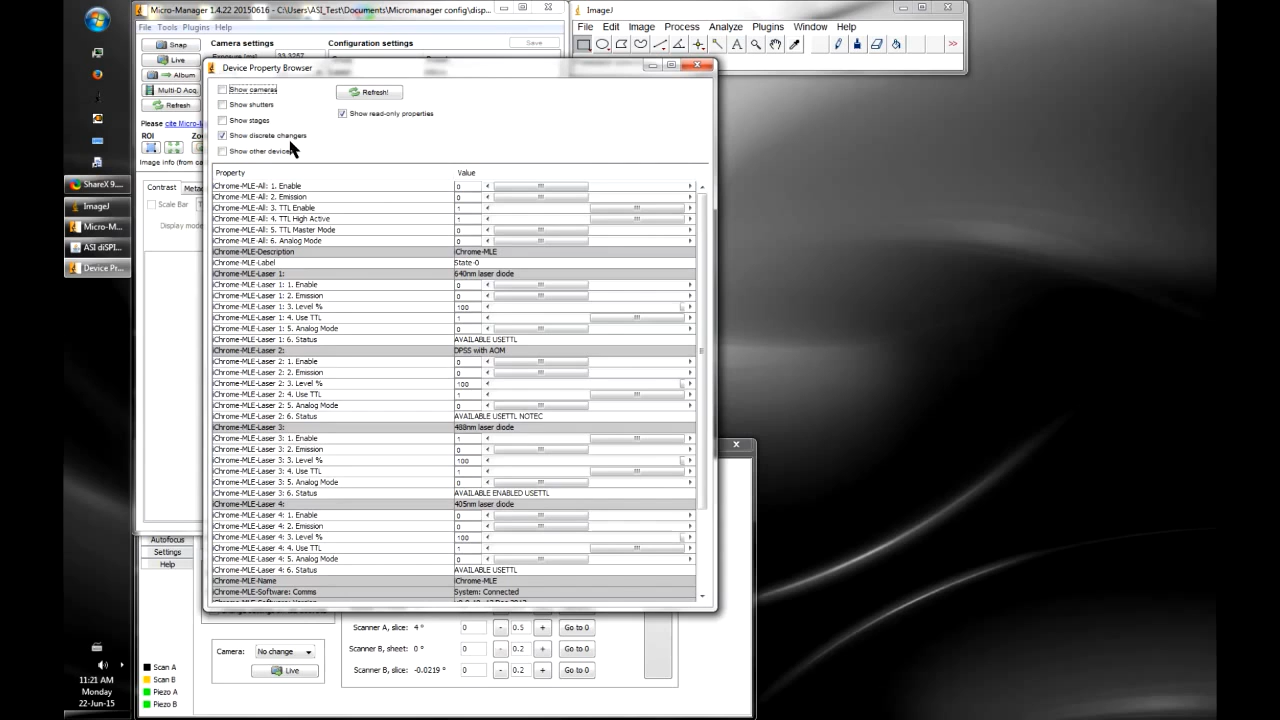 Micro-Manager 1.4.22 20150616 - C:\Users\ASI_Test\Documents\Micromanager config\disp...
File Tools Plugins Help
Snap
Live
Album
Multi-D Acq.
Refresh
Camera settings
Configuration settings
Save
Please cite Micro-M
ROI
Zo
Image info (from ca
Contrast
Meta
Scale Bar
Display mode
ImageJ
File Edit Image Process Analyze Plugins Window Help
Device Property Browser
Show cameras
Show shutters
Show stages
Show discrete changers
Show other devices
Refresh!
Show read-only properties
Property Value
iChrome-MLE-All: 1. Enable 0
iChrome-MLE-All: 2. Emission 0
iChrome-MLE-All: 3. TTL Enable 1
iChrome-MLE-All: 4. TTL High Active 1
iChrome-MLE-All: 5. TTL Master Mode 0
iChrome-MLE-All: 6. Analog Mode 0
iChrome-MLE-Description iChrome-MLE
iChrome-MLE-Label State-0
iChrome-MLE-Laser 1: 640nm laser diode
iChrome-MLE-Laser 1: 1. Enable 0
iChrome-MLE-Laser 1: 2. Emission 0
iChrome-MLE-Laser 1: 3. Level % 100
iChrome-MLE-Laser 1: 4. Use TTL 1
iChrome-MLE-Laser 1: 5. Analog Mode 0
iChrome-MLE-Laser 1: 6. Status AVAILABLE USETTL
iChrome-MLE-Laser 2: DPSS with AOM
iChrome-MLE-Laser 2: 1. Enable 0
iChrome-MLE-Laser 2: 2. Emission 0
iChrome-MLE-Laser 2: 3. Level % 100
iChrome-MLE-Laser 2: 4. Use TTL 1
iChrome-MLE-Laser 2: 5. Analog Mode 0
iChrome-MLE-Laser 2: 6. Status AVAILABLE USETTL NOTEC
iChrome-MLE-Laser 3: 488nm laser diode
iChrome-MLE-Laser 3: 1. Enable 1
iChrome-MLE-Laser 3: 2. Emission 0
iChrome-MLE-Laser 3: 3. Level % 100
iChrome-MLE-Laser 3: 4. Use TTL 1
iChrome-MLE-Laser 3: 5. Analog Mode 0
iChrome-MLE-Laser 3: 6. Status AVAILABLE ENABLED USETTL
iChrome-MLE-Laser 4: 405nm laser diode
iChrome-MLE-Laser 4: 1. Enable 0
iChrome-MLE-Laser 4: 2. Emission 0
iChrome-MLE-Laser 4: 3. Level % 100
iChrome-MLE-Laser 4: 4. Use TTL 1
iChrome-MLE-Laser 4: 5. Analog Mode 0
iChrome-MLE-Laser 4: 6. Status AVAILABLE USETTL
iChrome-MLE-Name iChrome-MLE
iChrome-MLE-Software: Comms System: Connected
ShareX 9....
ImageJ
Micro-M...
ASI diSPI...
Device Pr...
Autofocus
Settings
Help
Camera: No change
Live
Scanner A, slice: 4 ° 0 - 0.5 + Go to 0
Scanner B, sheet: 0 ° 0 - 0.2 + Go to 0
Scanner B, slice: -0.0219 ° 0 - 0.2 + Go to 0
Scan A
Scan B
Piezo A
Piezo B
11:21 AM
Monday
22-Jun-15